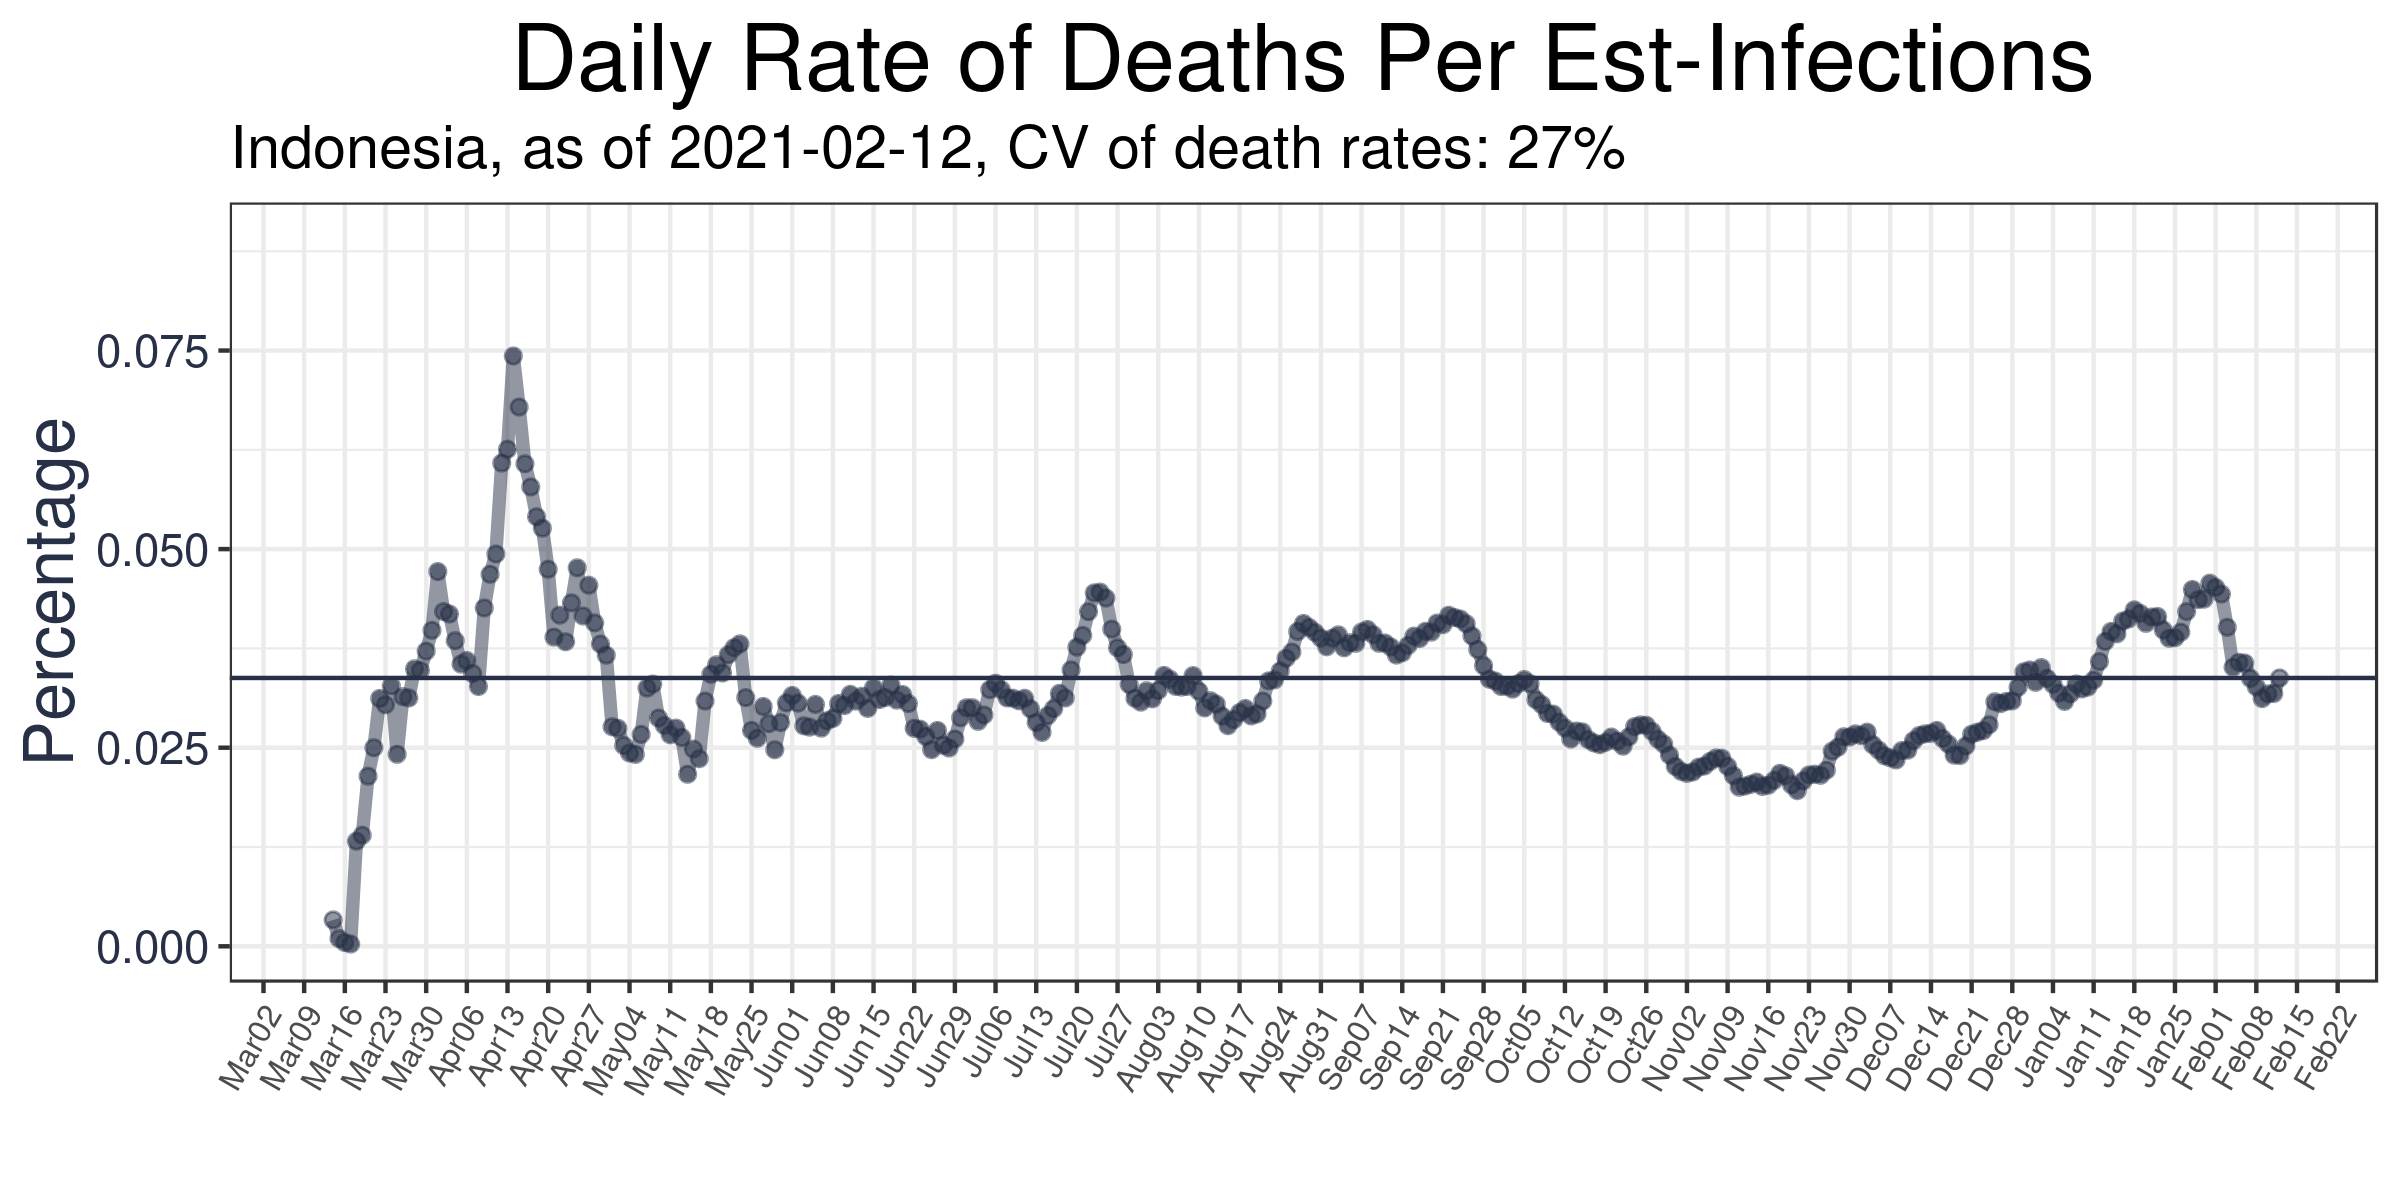 Daily Rate of Deaths Per Est-Infections
Indonesia, as of 2021-02-12, CV of death rates: 27%
Percentage
0.075
0.050
0.025
0.000
Mar02
Mar09
Mar16
Mar23
Mar30
Apr06
Apr13
Apr20
Apr27
May04
May11
May18
May25
Jun01
Jun08
Jun15
Jun22
Jun29
Jul06
Jul13
Jul20
Jul27
Aug03
Aug10
Aug17
Aug24
Aug31
Sep07
Sep14
Sep21
Sep28
Oct05
Oct12
Oct19
Oct26
Nov02
Nov09
Nov16
Nov23
Nov30
Dec07
Dec14
Dec21
Dec28
Jan04
Jan11
Jan18
Jan25
Feb01
Feb08
Feb15
Feb22